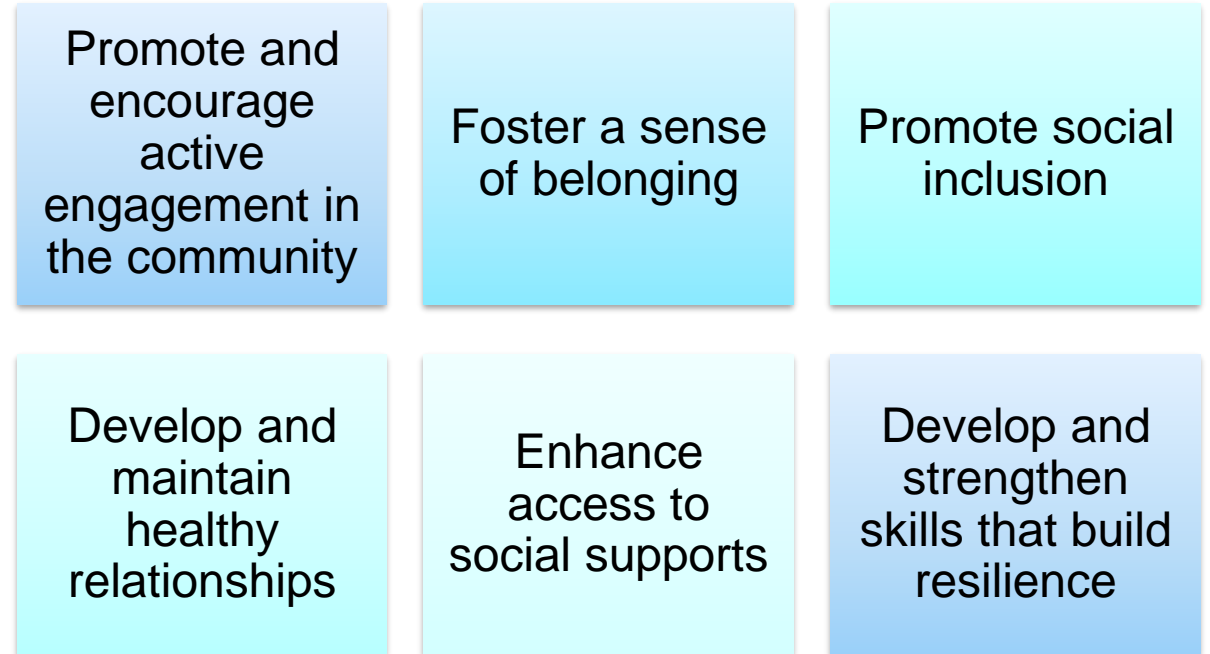 Promote and
encourage
active
engagement in
the community
Foster a sense
of belonging
Promote social
inclusion
Develop and
maintain
healthy
relationships
Enhance
access to
social supports
Develop and
strengthen
skills that build
resilience